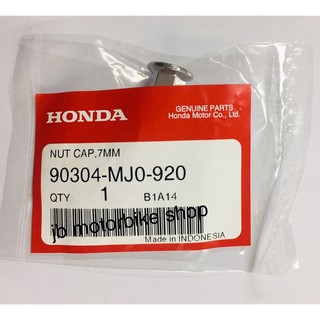 HONDA
GENUINE PARTS
Honda Motor Co., Ltd.
NUT CAP,7MM
90304-MJ0-920
QTY 1 B1A14
jb motorbike shop
Made in INDONESIA